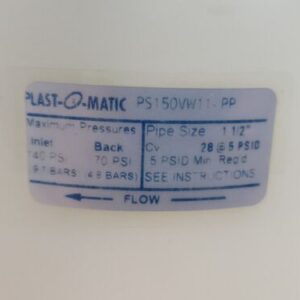 PLAST-O-MATIC PS150VW11-PP
Maximum Pressures
Inlet Back
140 PSI 70 PSI
(9.7 BARS) (4.8 BARS)
Pipe Size 1 1/2"
Cv 28 @ 5 PSID
5 PSID Min. Req'd
SEE INSTRUCTIONS
FLOW